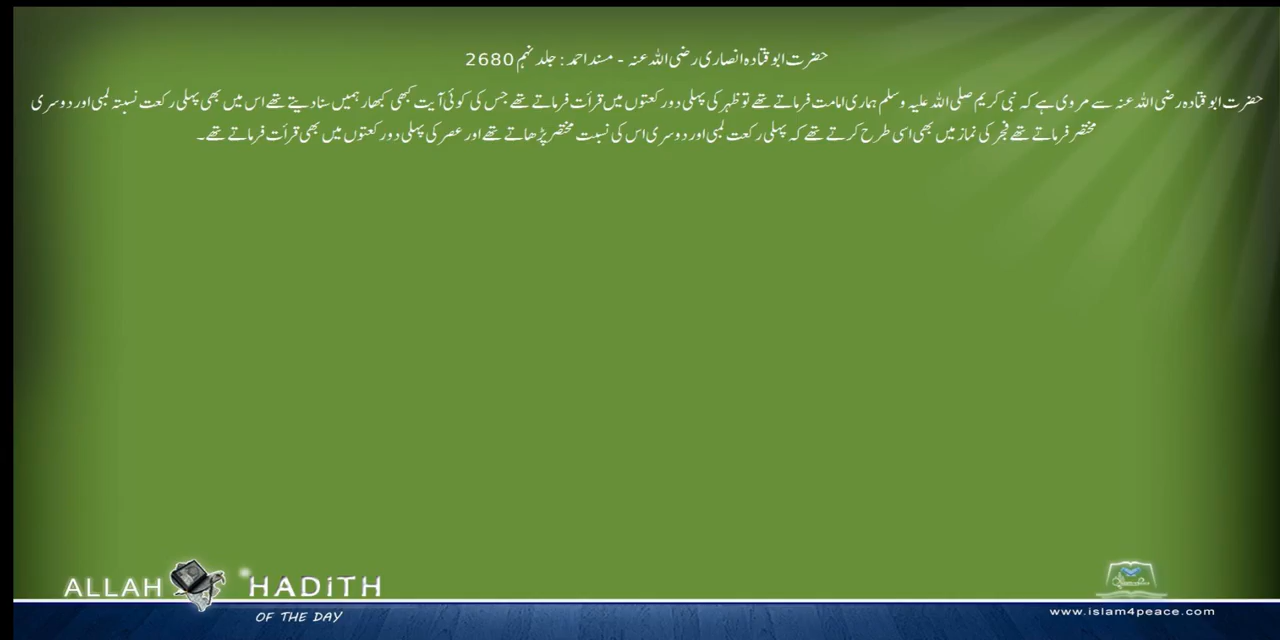 حضرت ابوقتادہ انصاری رضی اللہ عنہ - مسند احمد : جلد نہم 2680
حضرت ابوقتادہ رضی اللہ عنہ سے مروی ہے کہ نبی کریم صلی اللہ علیہ وسلم ہماری امامت فرماتے تھے تو ظہر کی پہلی دو رکعتوں میں قرأت فرماتے تھے جس کی کوئی آیت کبھی کبھار ہمیں سنا دیتے تھے اس میں بھی پہلی رکعت نسبتہ لمبی اور دوسری
مختصر فرماتے تھے فجر کی نماز میں بھی اسی طرح کرتے تھے کہ پہلی رکعت لمبی اور دوسری اس کی نسبت مختصر پڑھاتے تھے اور عصر کی پہلی دو رکعتوں میں بھی قرأت فرماتے تھے۔
ALLAH HADITH
OF THE DAY
www.islam4peace.com